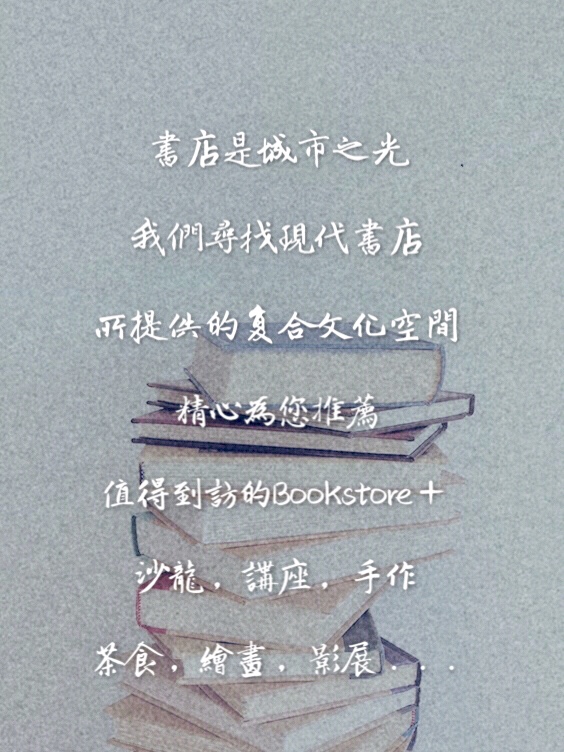 書店是城市之光
我們尋找現代書店
所提供的复合文化空間
精心為您推薦
值得到訪的Bookstore+
沙龍，講座，手作
茶食，繪畫，影展....